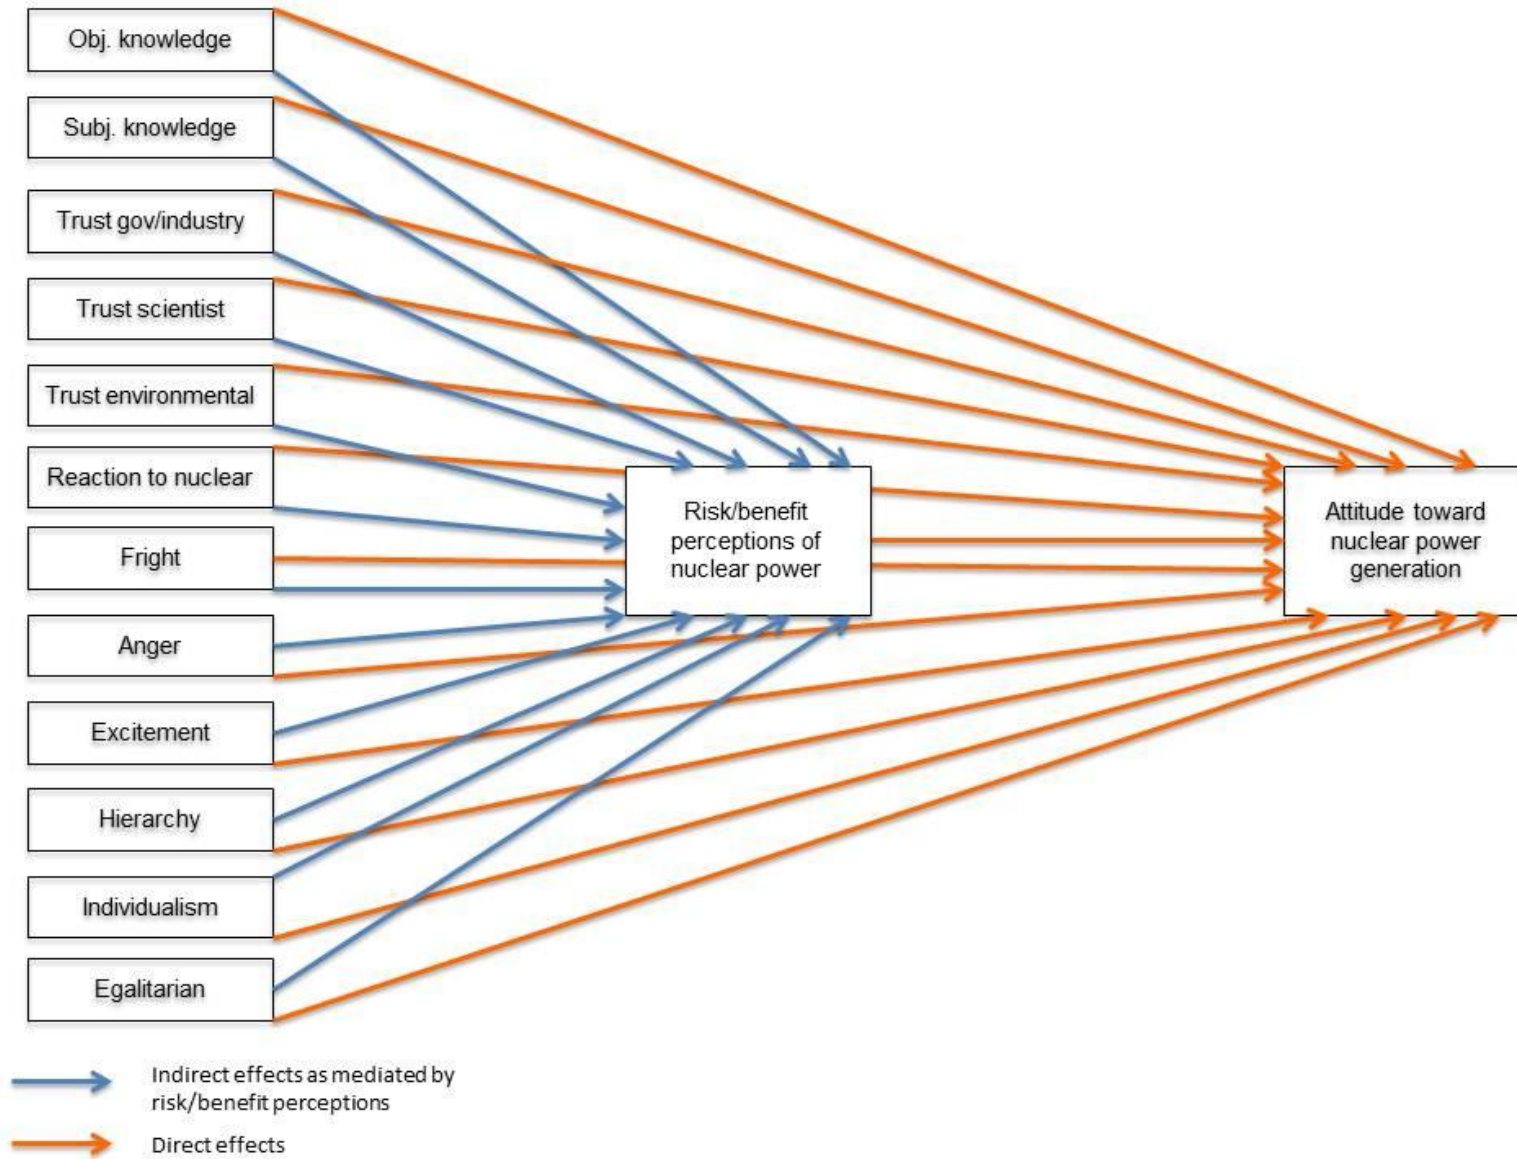 Obj. knowledge
Subj. knowledge
Trust gov/industry
Trust scientist
Trust environmental
Reaction to nuclear
Fright
Anger
Excitement
Hierarchy
Individualism
Egalitarian
Risk/benefit
perceptions of
nuclear power
Attitude toward
nuclear power
generation
Indirect effects as mediated by
risk/benefit perceptions
Direct effects